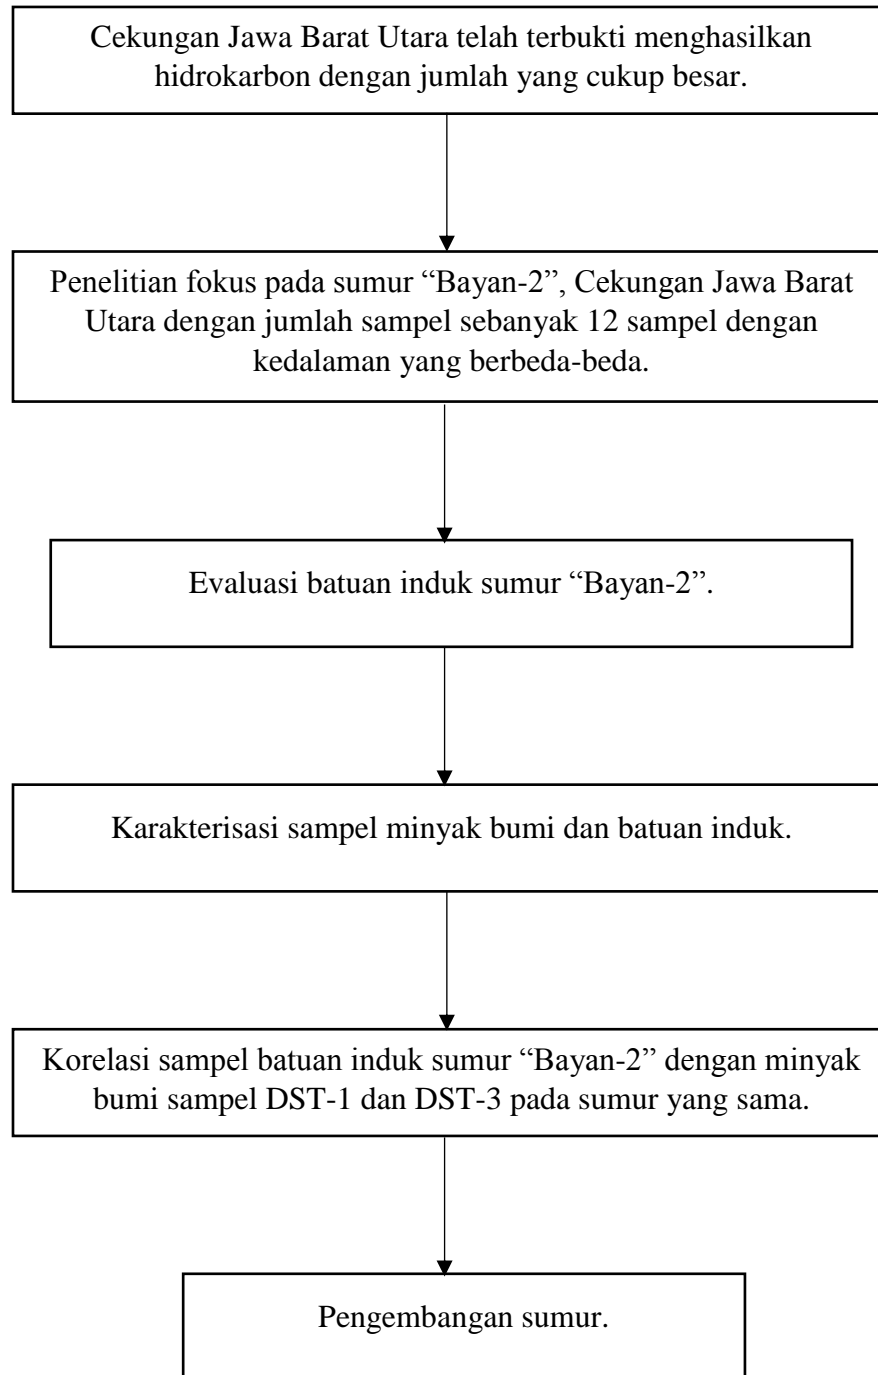 Cekungan Jawa Barat Utara telah terbukti menghasilkan
hidrokarbon dengan jumlah yang cukup besar.
Penelitian fokus pada sumur “Bayan-2”, Cekungan Jawa Barat
Utara dengan jumlah sampel sebanyak 12 sampel dengan
kedalaman yang berbeda-beda.
Evaluasi batuan induk sumur “Bayan-2”.
Karakterisasi sampel minyak bumi dan batuan induk.
Korelasi sampel batuan induk sumur “Bayan-2” dengan minyak
bumi sampel DST-1 dan DST-3 pada sumur yang sama.
Pengembangan sumur.